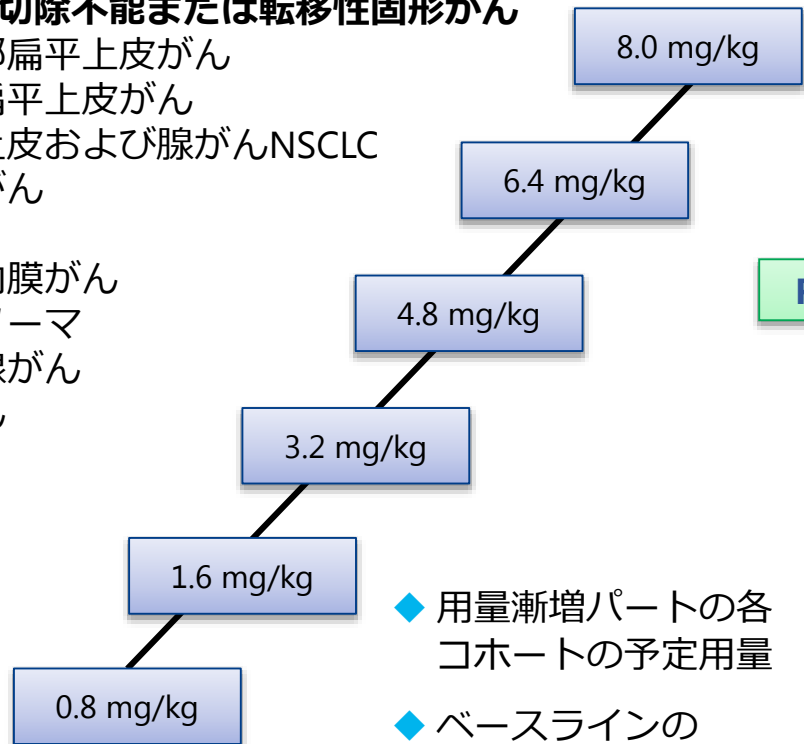 切除不能または転移性固形がん
部扁平上皮がん
扁平上皮がん
上皮および腺がんNSCLC
がん
内膜がん
リーマ
腺がん
8.0 mg/kg
6.4 mg/kg
4.8 mg/kg
3.2 mg/kg
1.6 mg/kg
0.8 mg/kg
◆ 用量漸増パートの各
コホートの予定用量
◆ ベースラインの